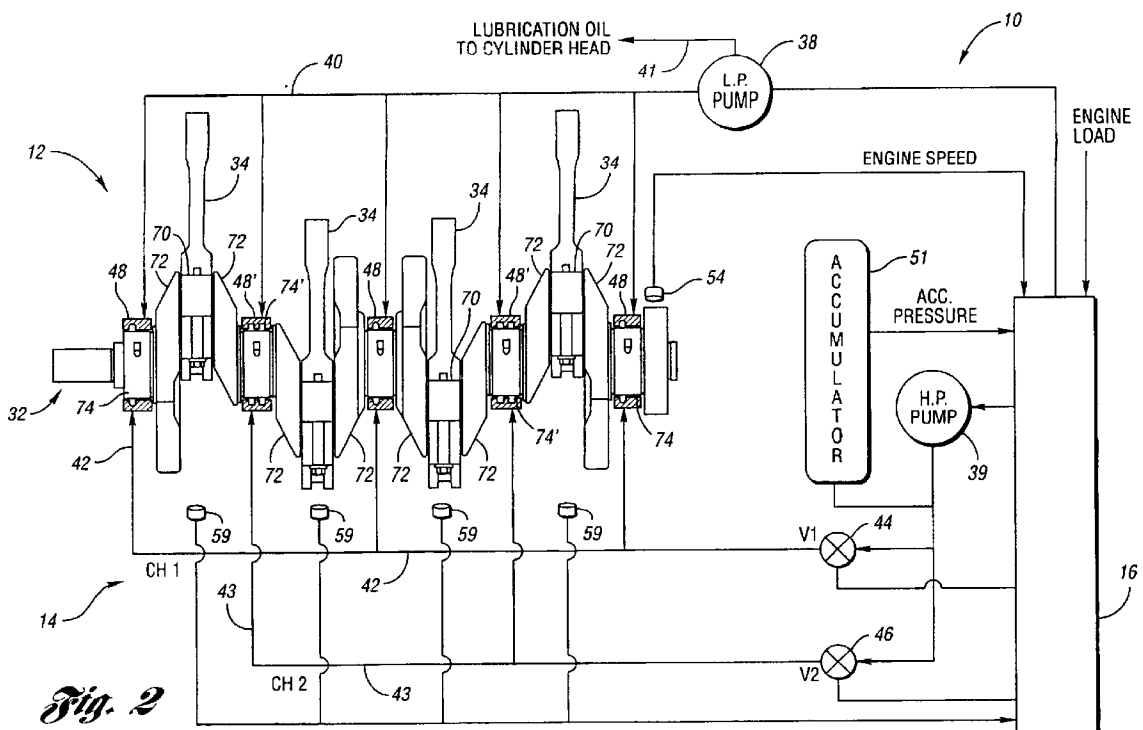 LUBRICATION OIL
TO CYLINDER HEAD
41
38
10
40
L.P.
PUMP
ENGINE
LOAD
ENGINE SPEED
12
34
34
34
34
70
72
72
48
48'
74'
48
70
48'
72
70
72
48
54
ACCUMULATOR
51
ACC.
PRESSURE
H.P.
PUMP
39
32
74
42
72
72
72
72
74'
74
59
59
59
59
V1
44
CH 1
42
14
43
16
46
V2
CH 2
43
Fig. 2